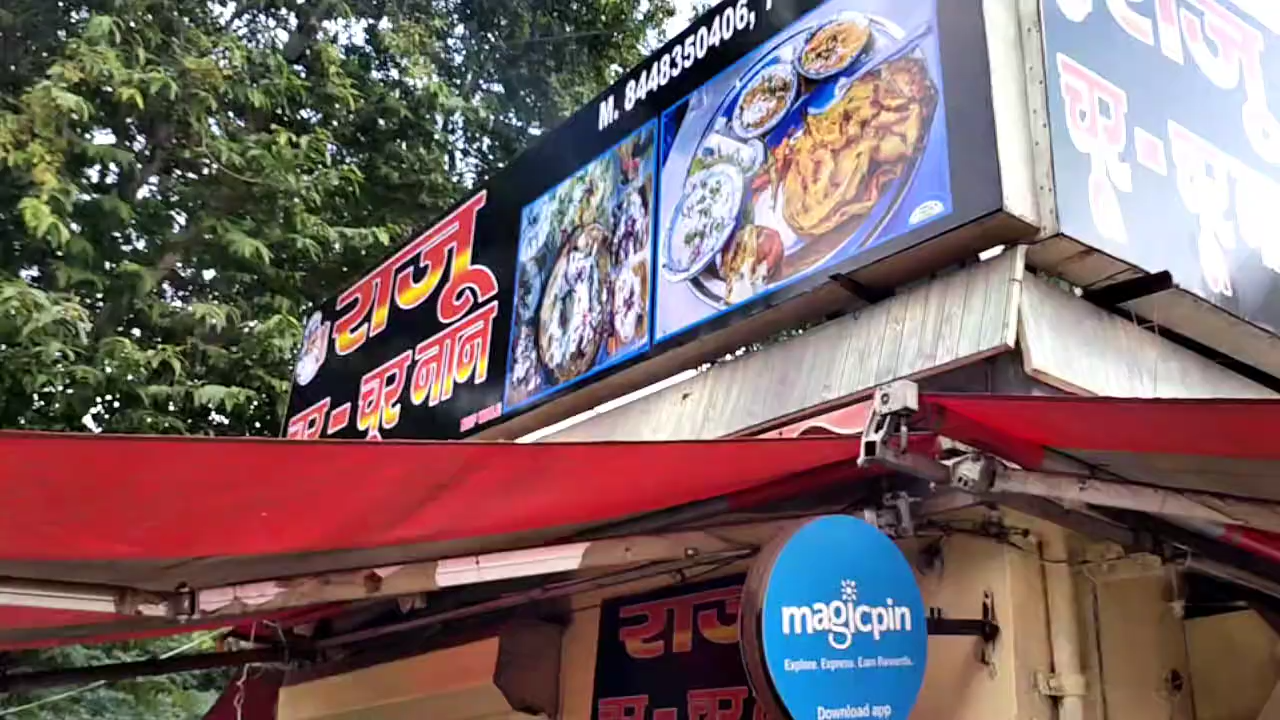 M. 8448350406,
राजू
चूर - चूर नान
राजू
चूर -
राजू
चूर - चूर
magicpin
Explore. Express. Earn Rewards.
Download app